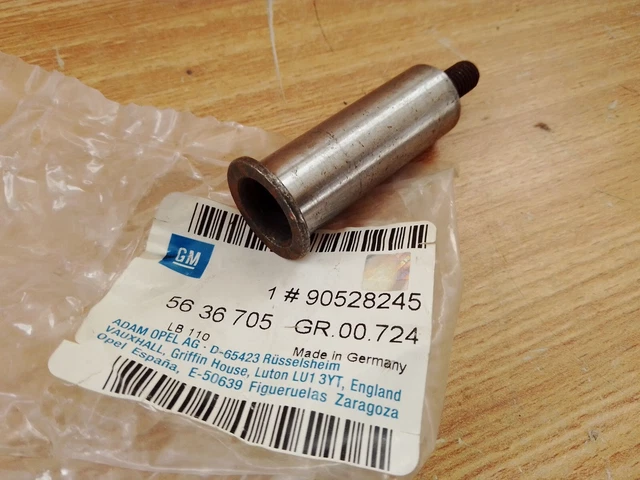 GM
1 # 90528245
56 36 705 GR.00.724
LB 110 Made in Germany
ADAM OPEL AG · D-65423 Rüsselsheim
VAUXHALL, Griffin House, Luton LU1 3YT, England
Opel España, E-50639 Figueruelas Zaragoza